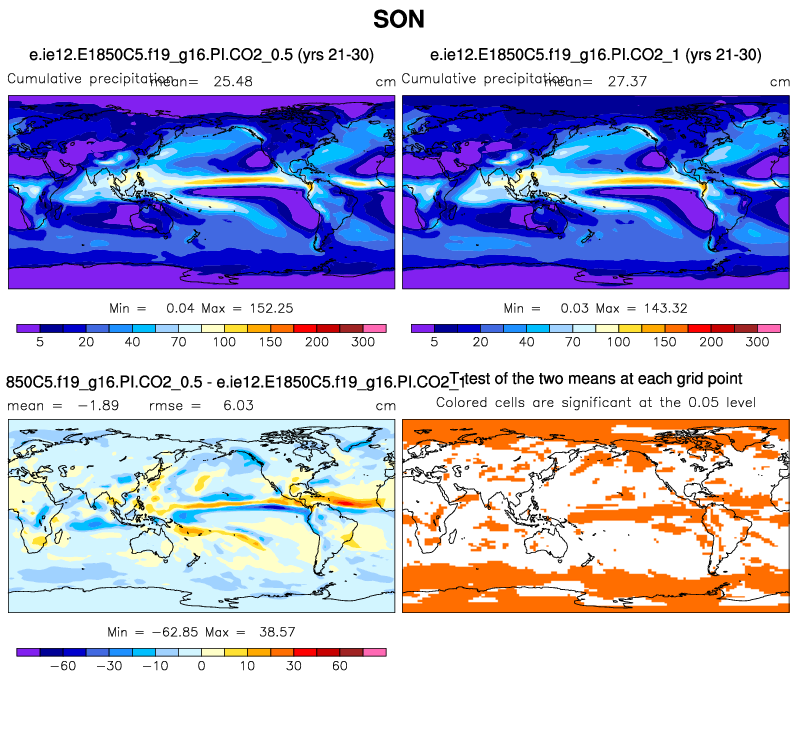 SON
e.ie12.E1850C5.f19_g16.PI.CO2_0.5 (yrs 21-30)
Cumulative precipitation mean= 25.48 cm
Min = 0.04 Max = 152.25
5 20 40 70 100 150 200 300
e.ie12.E1850C5.f19_g16.PI.CO2_1 (yrs 21-30)
Cumulative precipitation mean= 27.37 cm
Min = 0.03 Max = 143.32
5 20 40 70 100 150 200 300
850C5.f19_g16.PI.CO2_0.5 - e.ie12.E1850C5.f19_g16.PI.CO2_1
mean = −1.89 rmse = 6.03 cm
Min = −62.85 Max = 38.57
−60 −30 −10 0 10 30 60
T-test of the two means at each grid point
Colored cells are significant at the 0.05 level